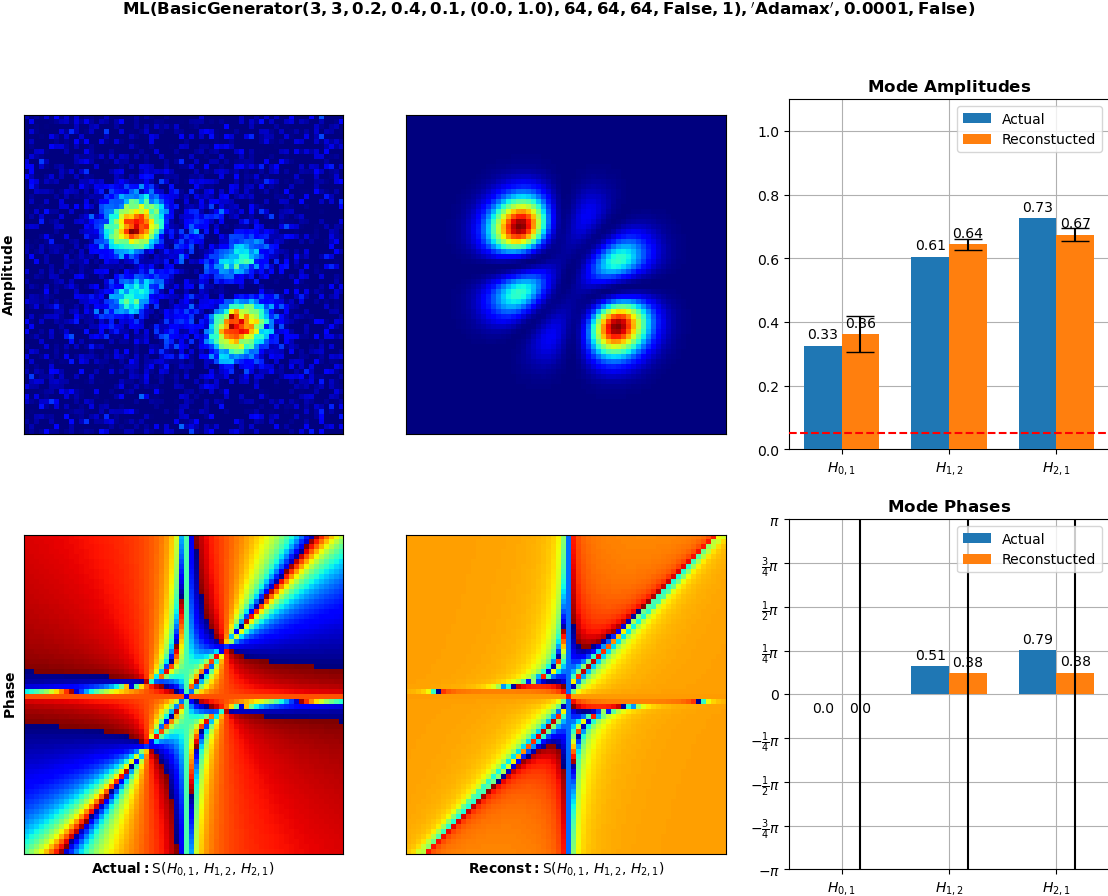 ML(BasicGenerator(3, 3, 0.2, 0.4, 0.1, (0.0, 1.0), 64, 64, 64, False, 1), ′Adamax′, 0.0001, False)
Amplitude
Mode Amplitudes
Actual
Reconstucted
1.0
0.8
0.6
0.4
0.2
0.0
0.33
0.36
0.61
0.64
0.73
0.67
H0,1
H1,2
H2,1
Phase
Actual: S(H0,1, H1,2, H2,1)
Reconst: S(H0,1, H1,2, H2,1)
Mode Phases
Actual
Reconstucted
π
3/4π
1/2π
1/4π
0
−1/4π
−1/2π
−3/4π
−π
0.0
0.0
0.51
0.38
0.79
0.38
H0,1
H1,2
H2,1